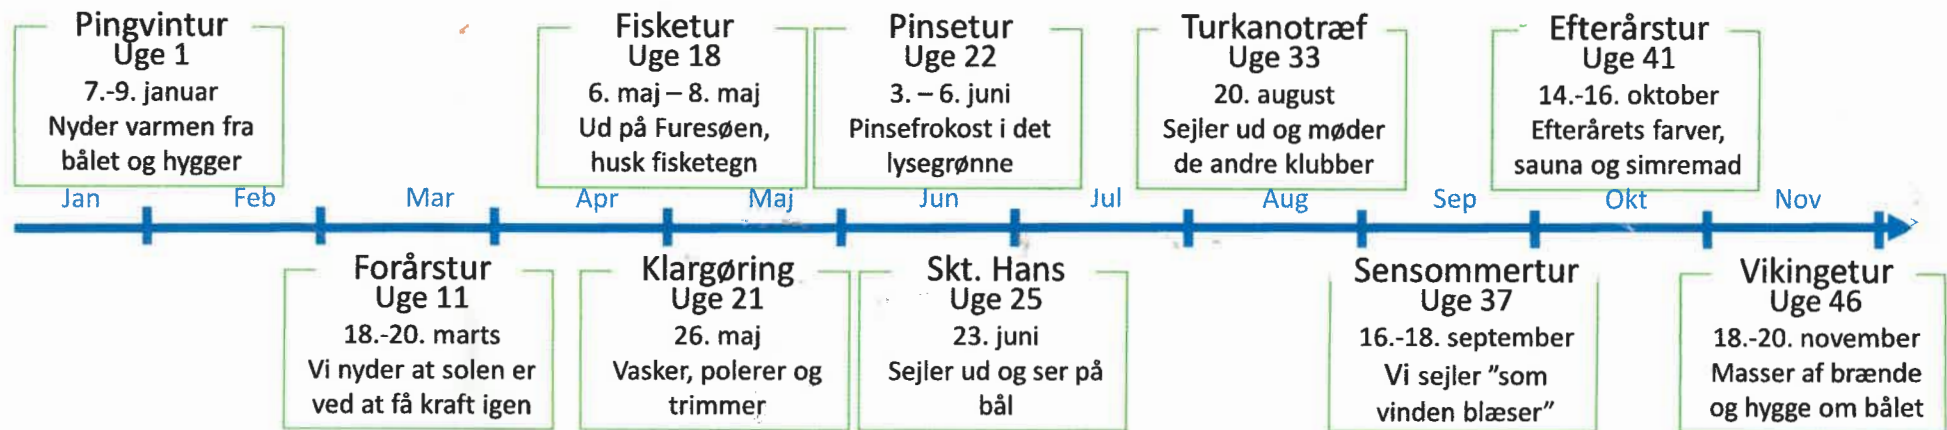 Pingvintur
Uge 1
7.-9. januar
Nyder varmen fra
bålet og hygger
Fisketur
Uge 18
6. maj – 8. maj
Ud på Furesøen,
husk fisketegn
Pinsetur
Uge 22
3. – 6. juni
Pinsefrokost i det
lysegrønne
Turkanotræf
Uge 33
20. august
Sejler ud og møder
de andre klubber
Efterårstur
Uge 41
14.-16. oktober
Efterårets farver,
sauna og simremad
Jan Feb Mar Apr Maj Jun Jul Aug Sep Okt Nov
Forårstur
Uge 11
18.-20. marts
Vi nyder at solen er
ved at få kraft igen
Klargøring
Uge 21
26. maj
Vasker, polerer og
trimmer
Skt. Hans
Uge 25
23. juni
Sejler ud og ser på
bål
Sensommertur
Uge 37
16.-18. september
Vi sejler ”som
vinden blæser”
Vikingetur
Uge 46
18.-20. november
Masser af brænde
og hygge om bålet